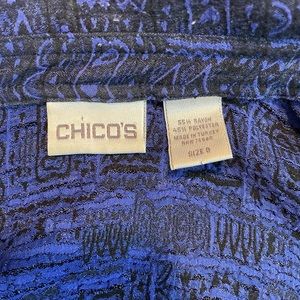 CHICO'S
55% RAYON
45% POLYESTER
MADE IN TURKEY
SIZE 0